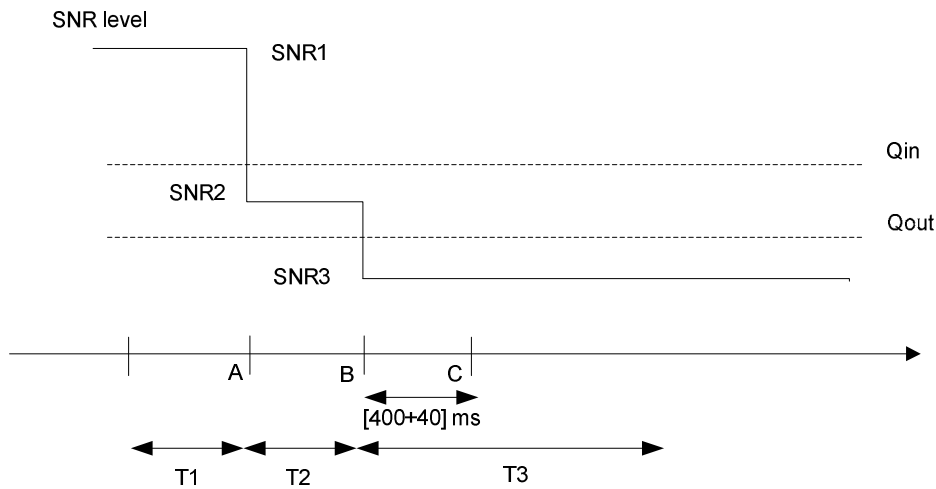 SNR level
SNR1
Qin
SNR2
Qout
SNR3
A
B
C
[400+40] ms
T1
T2
T3